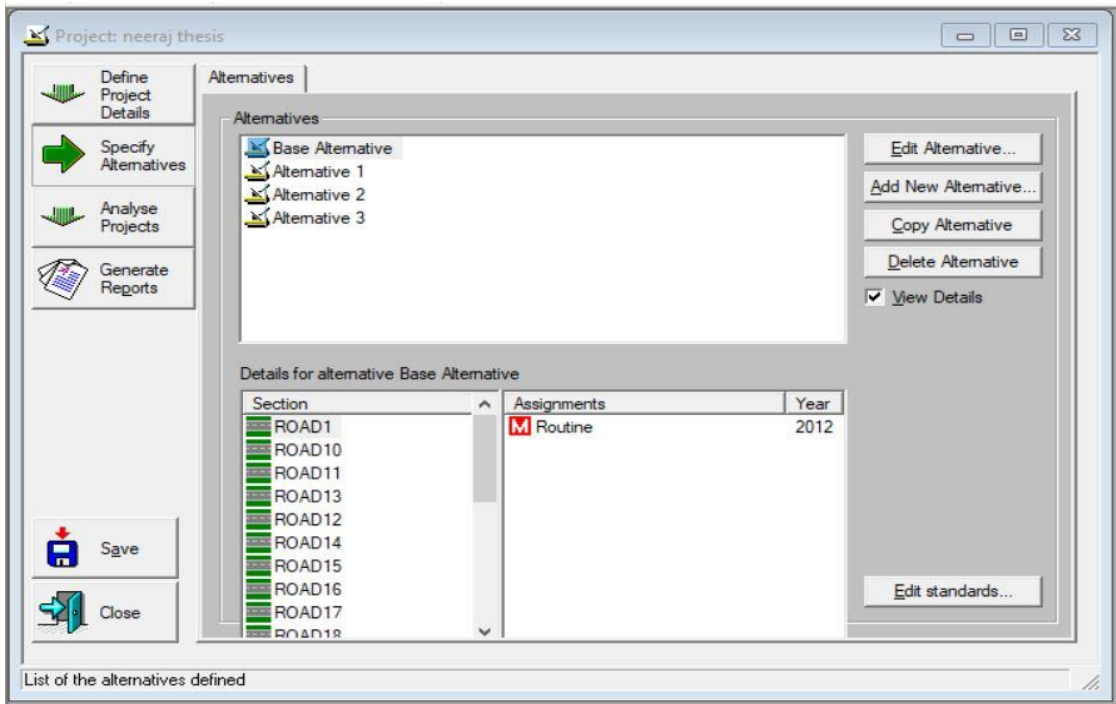 Project: neeraj thesis
Define
Project
Details
Specify
Alternatives
Analyse
Projects
Generate
Reports
Save
Close
Alternatives
Alternatives
Base Alternative
Alternative 1
Alternative 2
Alternative 3
Edit Alternative...
Add New Alternative...
Copy Alternative
Delete Alternative
View Details
Details for alternative Base Alternative
Section
ROAD1
ROAD10
ROAD11
ROAD13
ROAD12
ROAD14
ROAD15
ROAD16
ROAD17
ROAD18
Assignments Year
M Routine 2012
Edit standards...
List of the alternatives defined